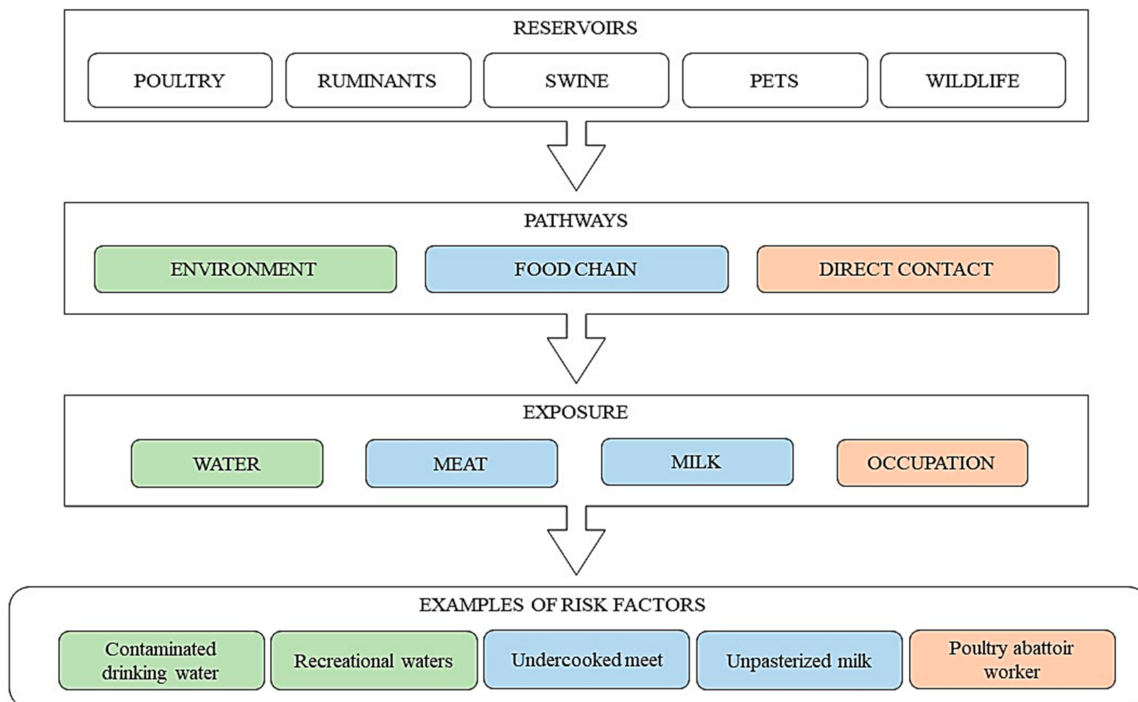 RESERVOIRS
POULTRY
RUMINANTS
SWINE
PETS
WILDLIFE
PATHWAYS
ENVIRONMENT
FOOD CHAIN
DIRECT CONTACT
EXPOSURE
WATER
MEAT
MILK
OCCUPATION
EXAMPLES OF RISK FACTORS
Contaminated
drinking water
Recreational waters
Undercooked meet
Unpasterized milk
Poultry abattoir
worker